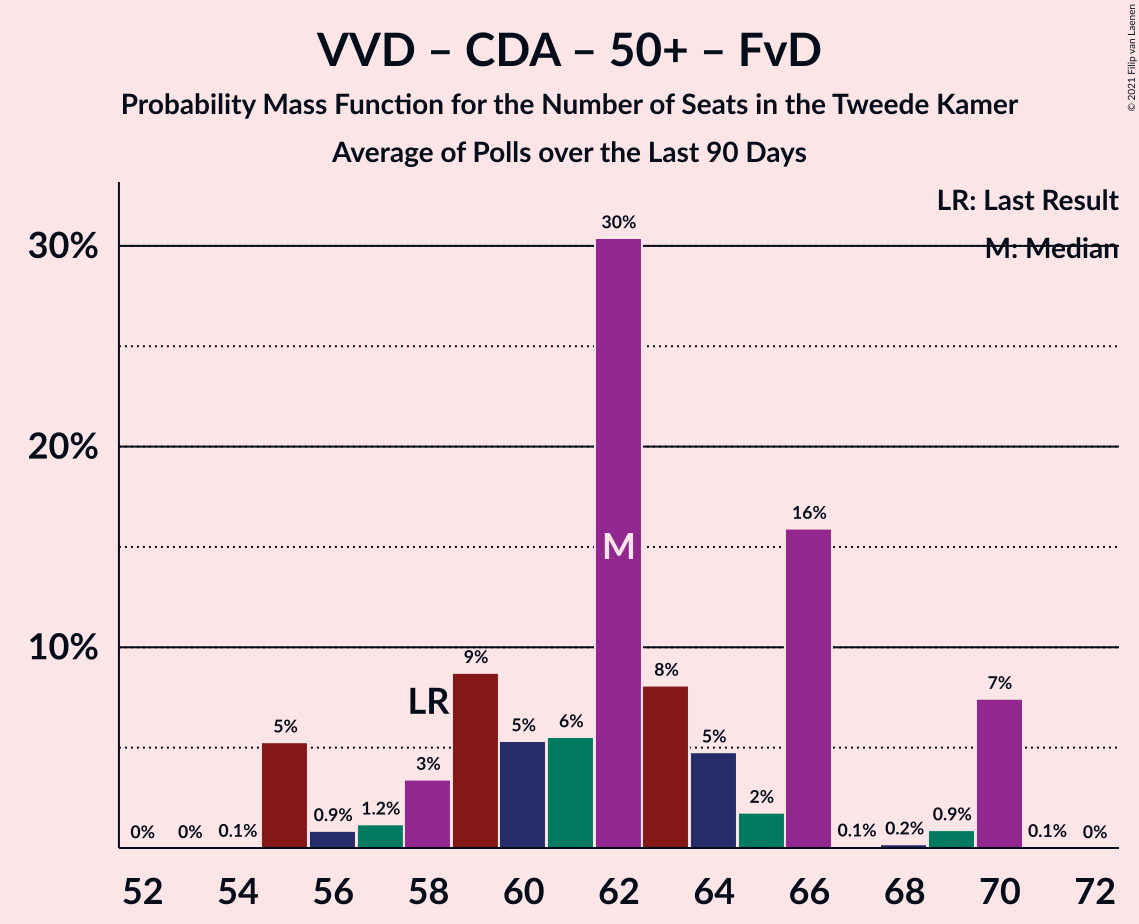 VVD – CDA – 50+ – FvD
Probability Mass Function for the Number of Seats in the Tweede Kamer
Average of Polls over the Last 90 Days
© 2021 Filip van Laenen
LR: Last Result
M: Median
30%
20%
10%
0%
0%
0.1%
5%
0.9%
1.2%
3%
LR
9%
5%
6%
30%
M
8%
5%
2%
16%
0.1%
0.2%
0.9%
7%
0.1%
0%
52 54 56 58 60 62 64 66 68 70 72